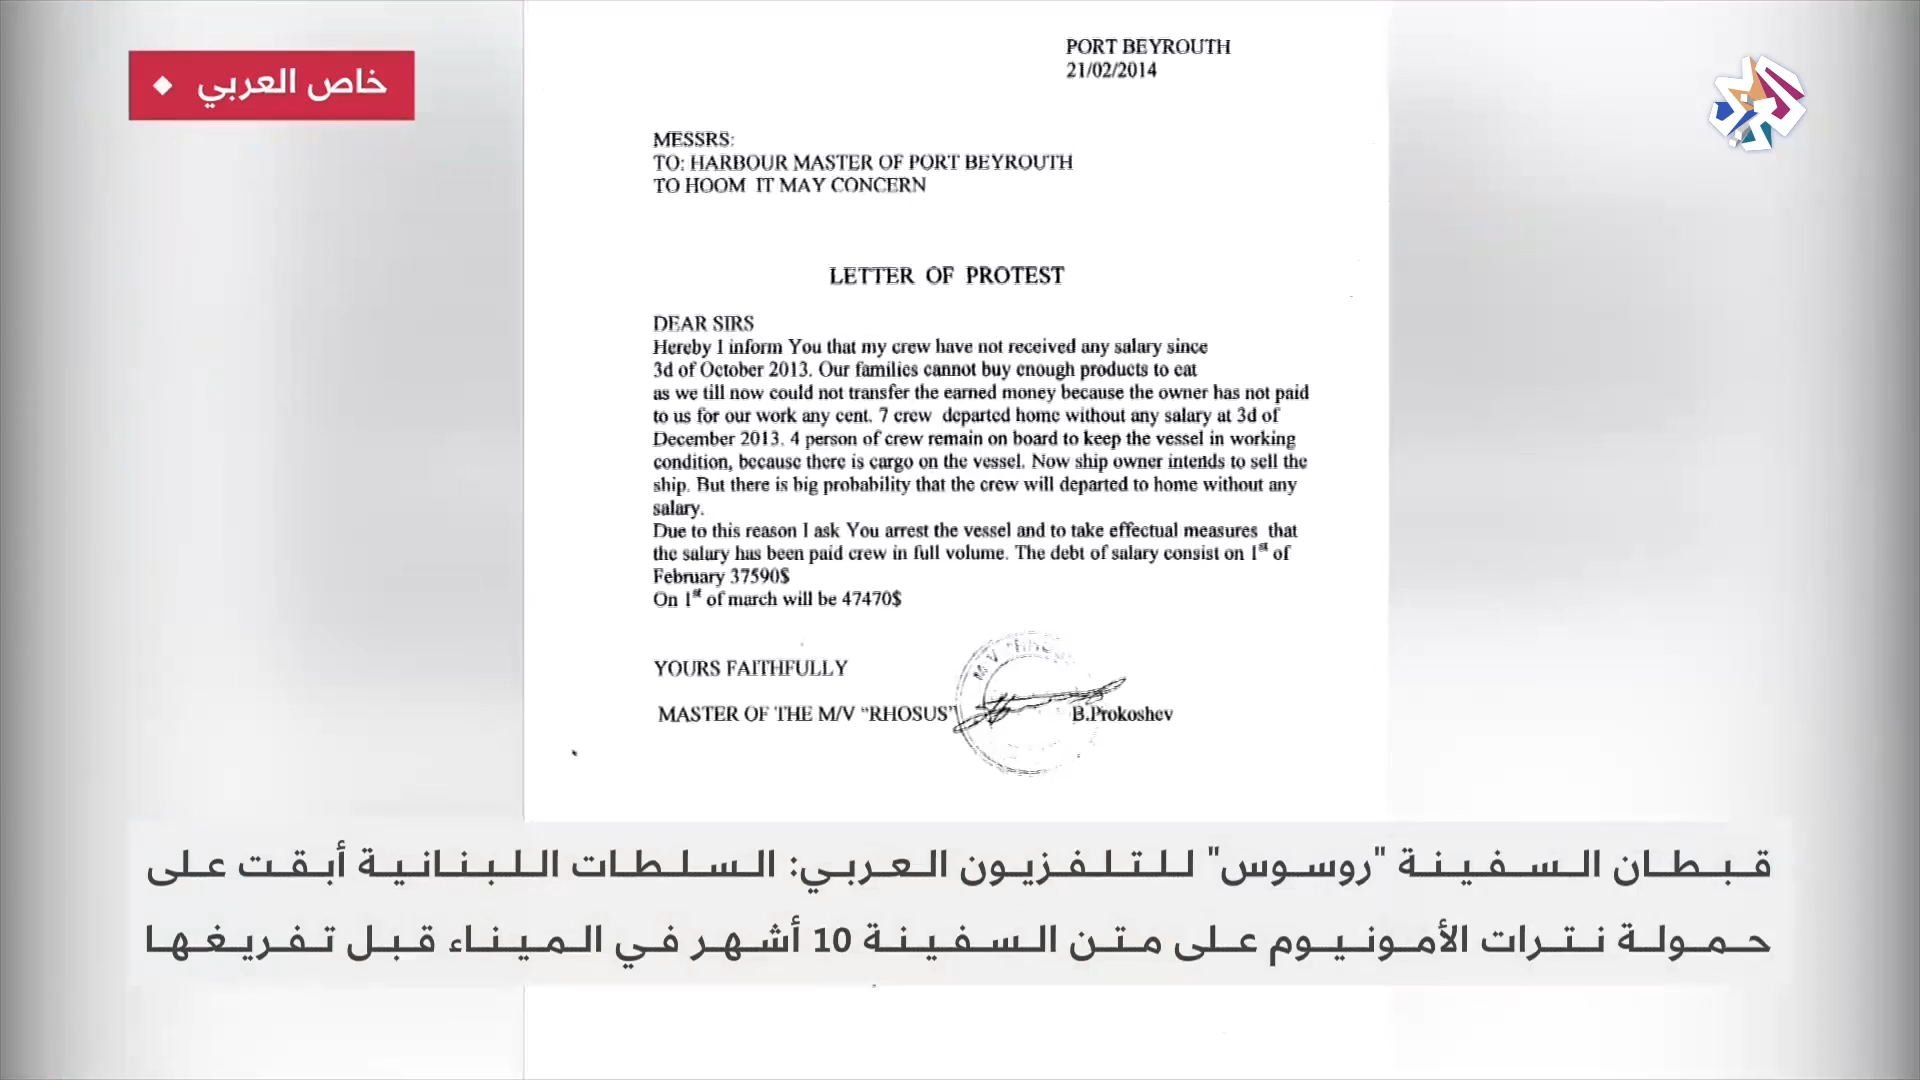 خاص العربي
PORT BEYROUTH
21/02/2014
MESSRS:
TO: HARBOUR MASTER OF PORT BEYROUTH
TO HOOM IT MAY CONCERN
LETTER OF PROTEST
DEAR SIRS
Hereby I inform You that my crew have not received any salary since
3d of October 2013. Our families cannot buy enough products to eat
as we till now could not transfer the earned money because the owner has not paid
to us for our work any cent. 7 crew departed home without any salary at 3d of
December 2013. 4 person of crew remain on board to keep the vessel in working
condition, because there is cargo on the vessel. Now ship owner intends to sell the
ship. But there is big probability that the crew will departed to home without any
salary.
Due to this reason I ask You arrest the vessel and to take effectual measures that
the salary has been paid crew in full volume. The debt of salary consist on 1st of
February 37590$
On 1st of march will be 47470$
YOURS FAITHFULLY
MASTER OF THE M/V “RHOSUS” B.Prokoshev
قبطان السفينة "روسوس" للتلفزيون العربي: السلطات اللبنانية أبقت على
حمولة نترات الأمونيوم على متن السفينة 10 أشهر في الميناء قبل تفريغها